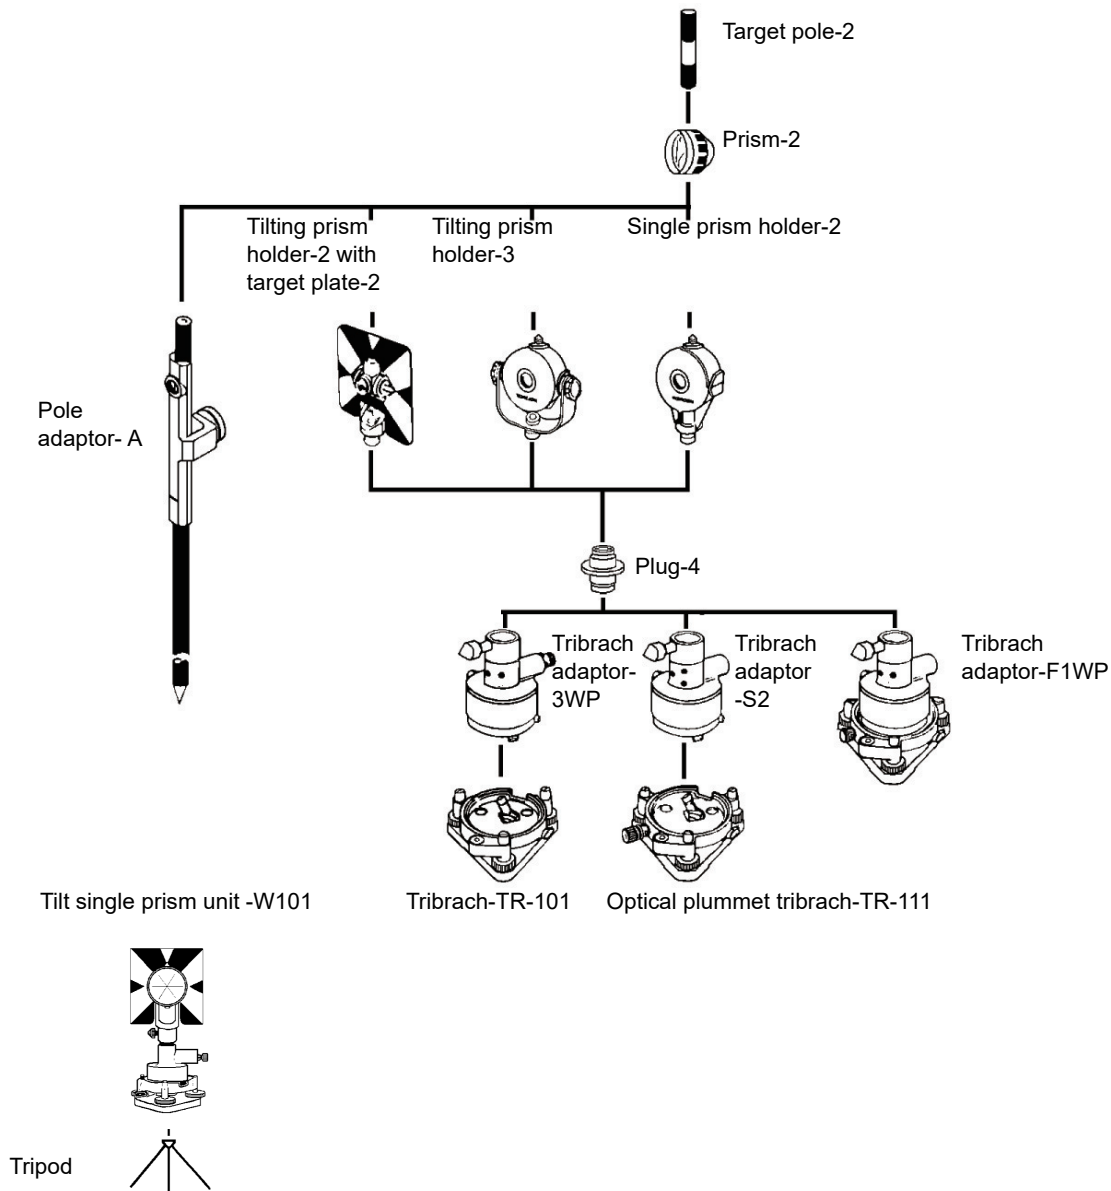 Target pole-2
Prism-2
Tilting prism
holder-2 with
target plate-2
Tilting prism
holder-3
Single prism holder-2
Pole
adaptor- A
Plug-4
Tribrach
adaptor-
3WP
Tribrach
adaptor
-S2
Tribrach
adaptor-F1WP
Tilt single prism unit -W101
Tribrach-TR-101
Optical plummet tribrach-TR-111
Tripod